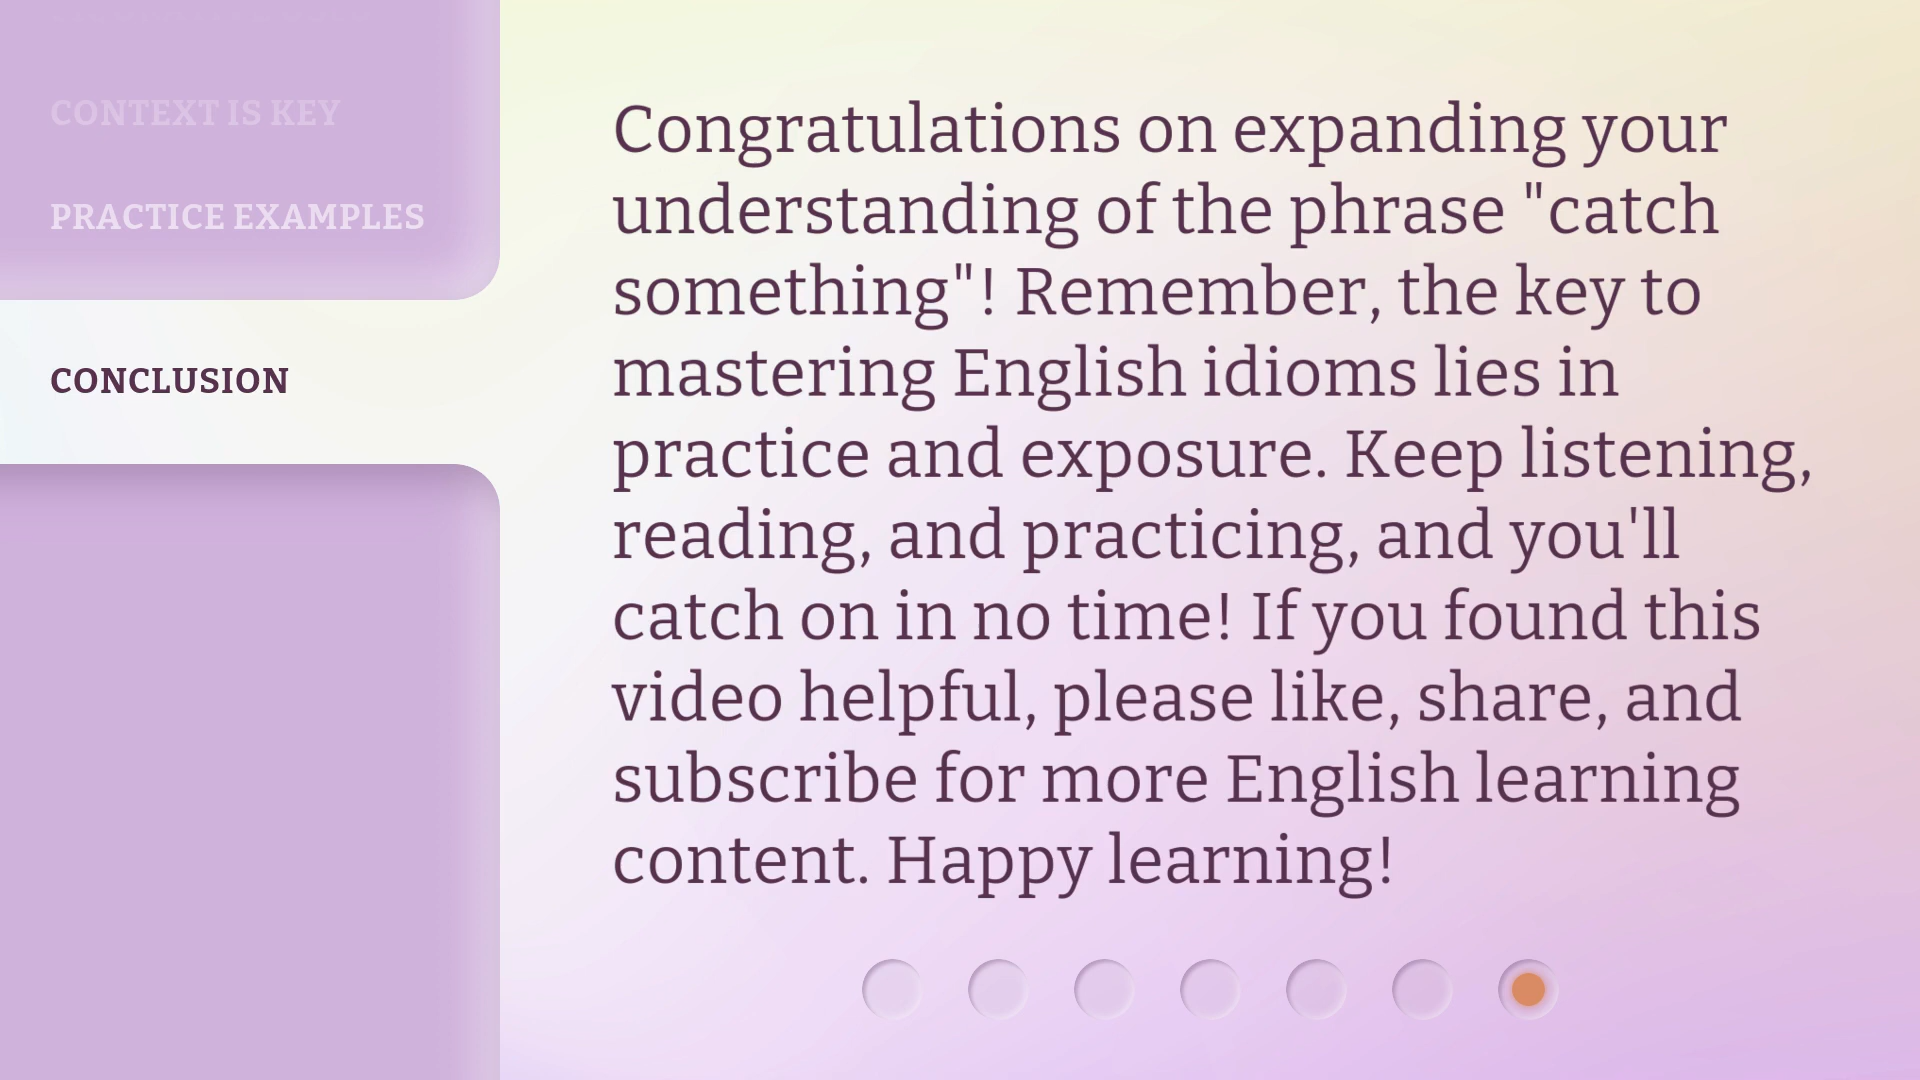 CONTEXT IS KEY
PRACTICE EXAMPLES
CONCLUSION
Congratulations on expanding your
understanding of the phrase "catch
something"! Remember, the key to
mastering English idioms lies in
practice and exposure. Keep listening,
reading, and practicing, and you'll
catch on in no time! If you found this
video helpful, please like, share, and
subscribe for more English learning
content. Happy learning!